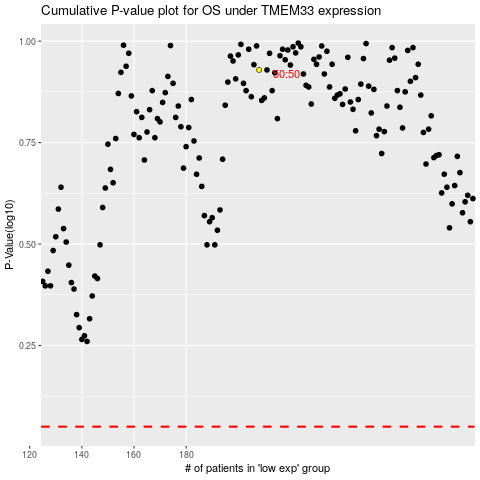 Cumulative P-value plot for OS under TMEM33 expression
P-Value(log10)
1.00
0.75
0.50
0.25
50:50
120 140 160 180
# of patients in 'low exp' group